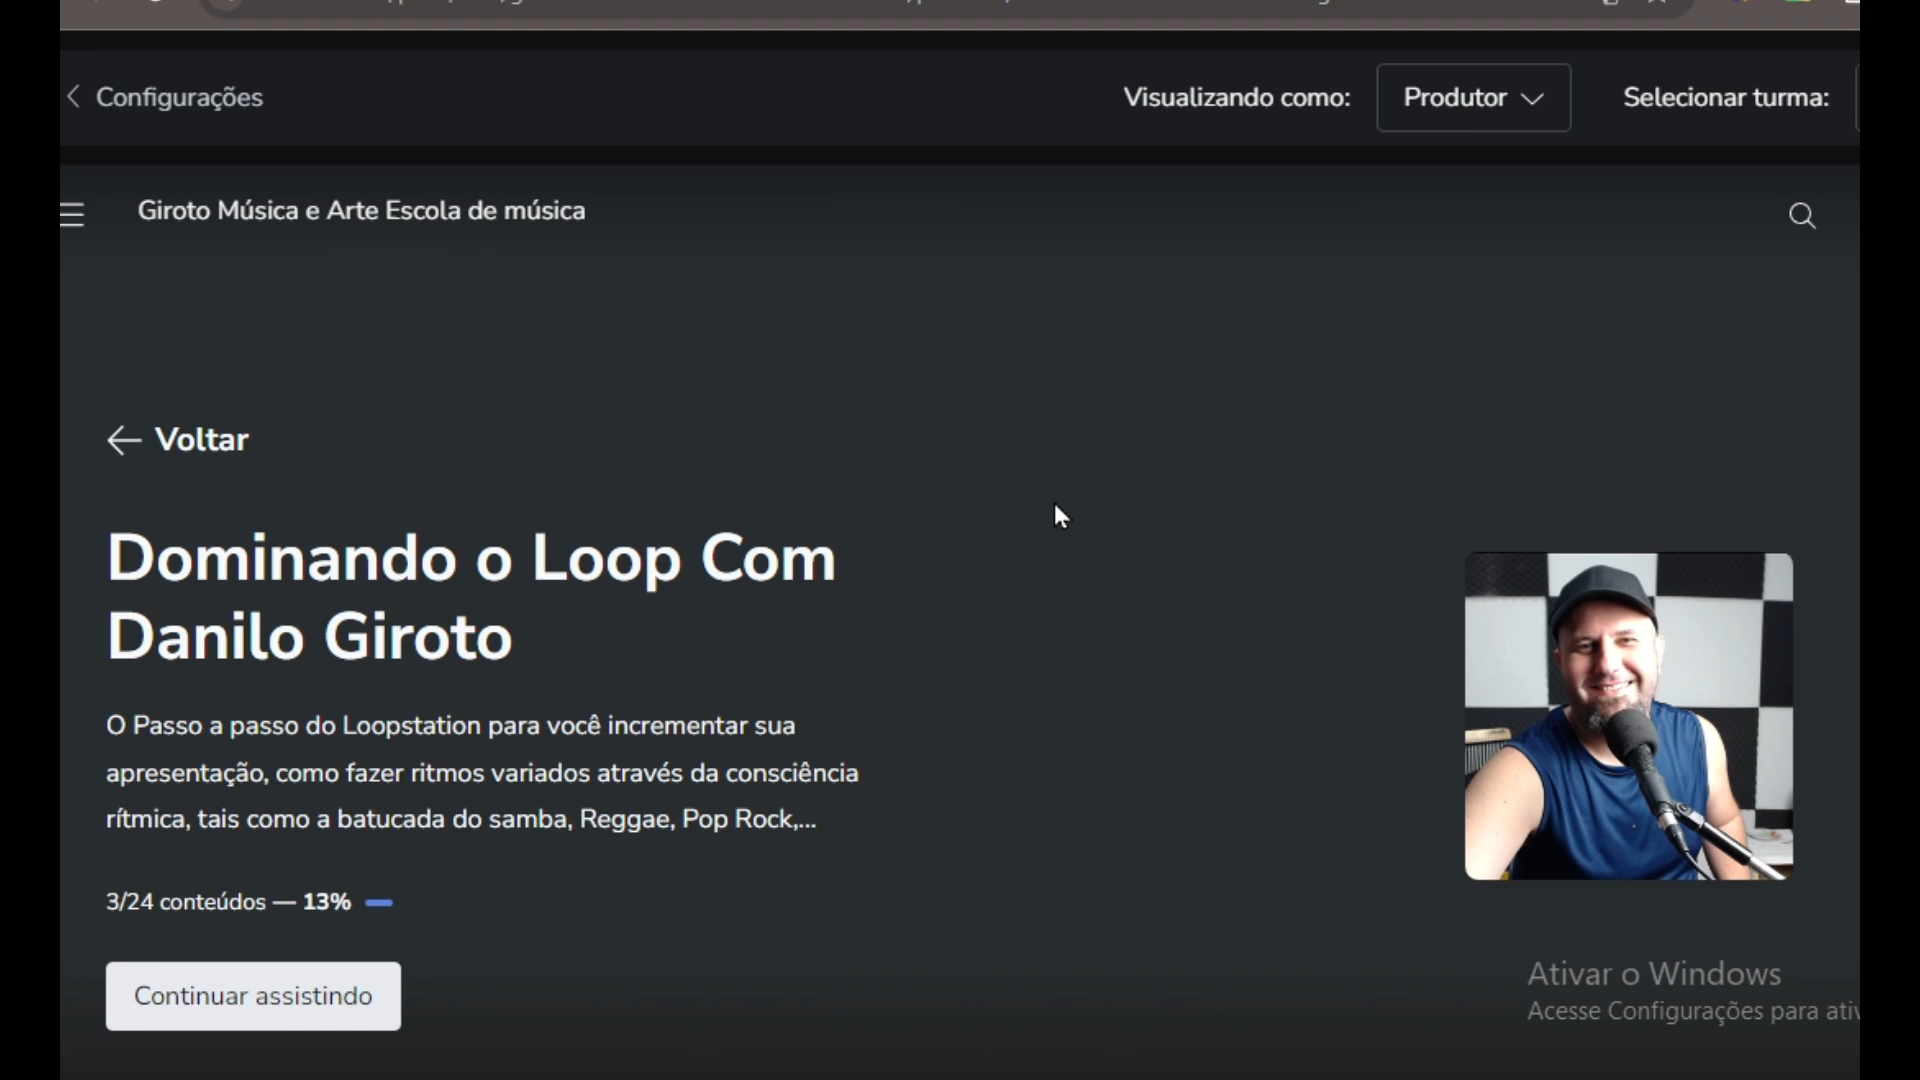 Configurações
Visualizando como:
Produtor
Selecionar turma:
Giroto Música e Arte Escola de música
Voltar
Dominando o Loop Com
Danilo Giroto
O Passo a passo do Loopstation para você incrementar sua
apresentação, como fazer ritmos variados através da consciência
rítmica, tais como a batucada do samba, Reggae, Pop Rock,...
3/24 conteúdos — 13%
Continuar assistindo
Ativar o Windows
Acesse Configurações para